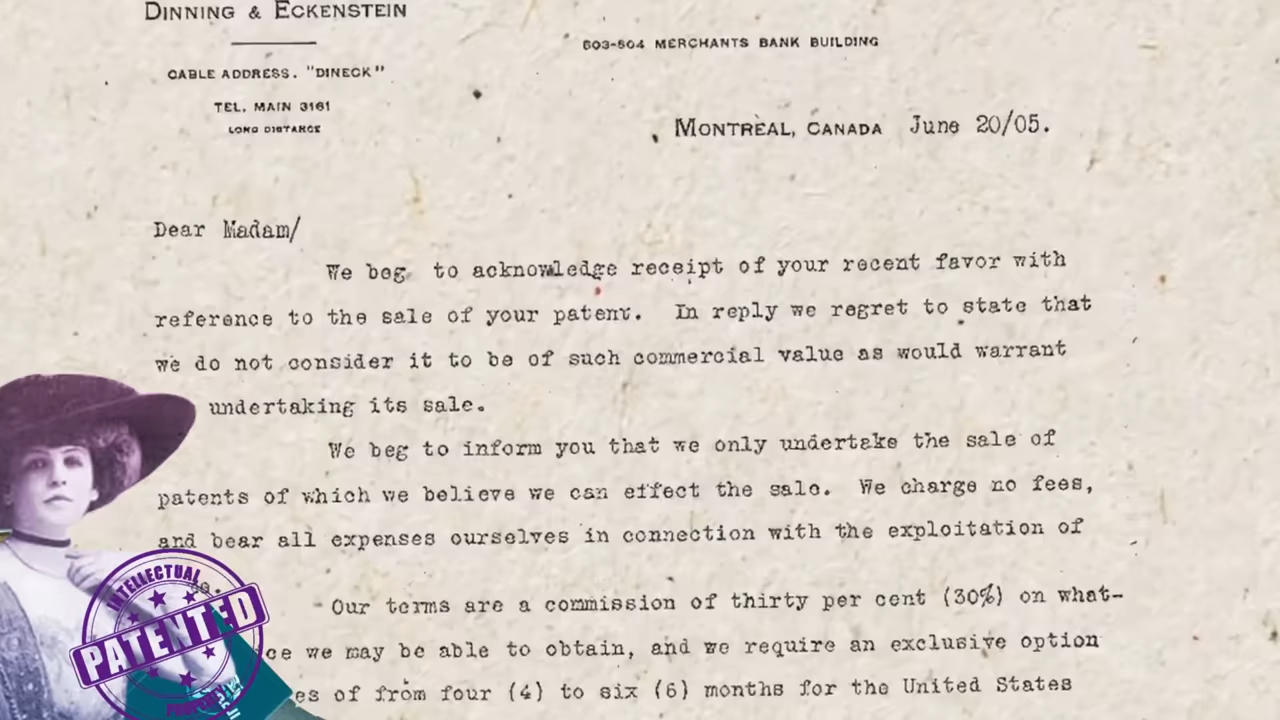 DINNING & ECKENSTEIN
603-604 MERCHANTS BANK BUILDING
CABLE ADDRESS. "DINECK"
TEL. MAIN 3161
LONG DISTANCE
MONTREAL, CANADA June 20/05.
Dear Madam/
We beg to acknowledge receipt of your recent favor with
reference to the sale of your patent. In reply we regret to state that
we do not consider it to be of such commercial value as would warrant
undertaking its sale.
We beg to inform you that we only undertake the sale of
patents of which we believe we can effect the sale. We charge no fees,
and bear all expenses ourselves in connection with the exploitation of
Our terms are a commission of thirty per cent (30%) on what-
ce we may be able to obtain, and we require an exclusive option
es of from four (4) to six (6) months for the United States
INTELLECTUAL
PATENTED
PROPERTY